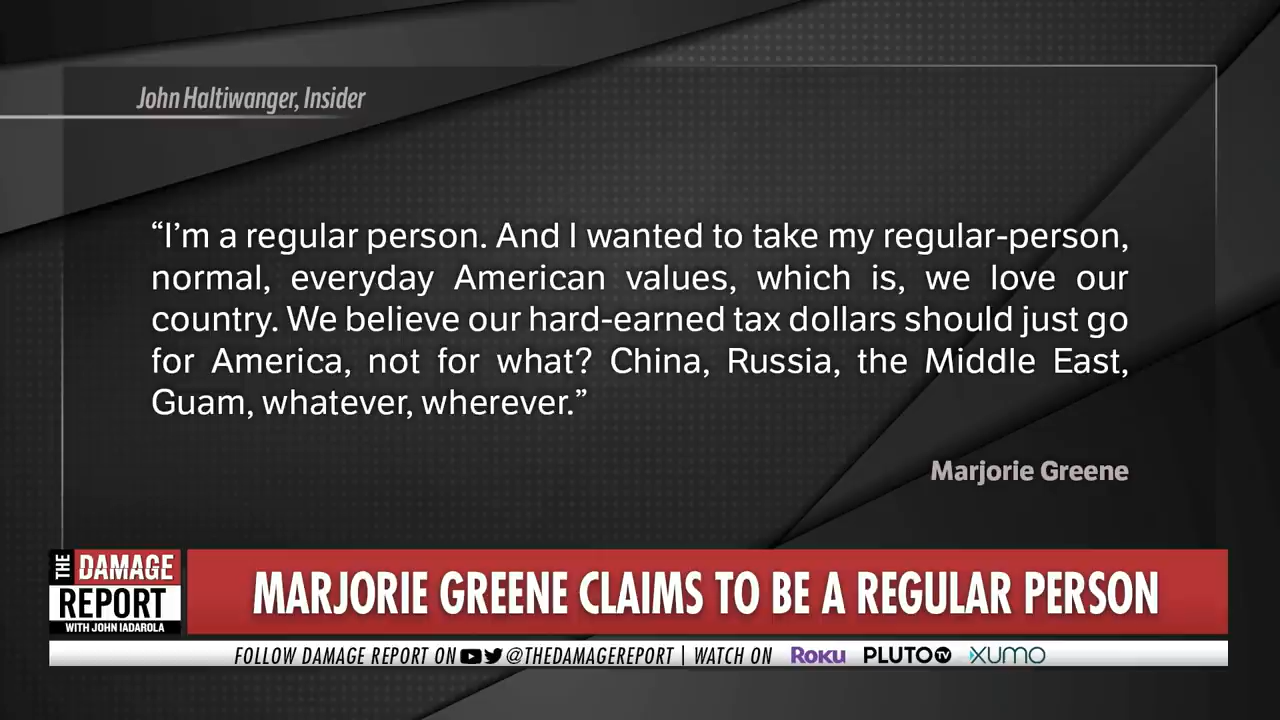 John Haltiwanger, Insider
“I’m a regular person. And I wanted to take my regular-person,
normal, everyday American values, which is, we love our
country. We believe our hard-earned tax dollars should just go
for America, not for what? China, Russia, the Middle East,
Guam, whatever, wherever.”
Marjorie Greene
THE DAMAGE
REPORT
WITH JOHN IADAROLA
MARJORIE GREENE CLAIMS TO BE A REGULAR PERSON
FOLLOW DAMAGE REPORT ON @THEDAMAGEREPORT | WATCH ON ROKU PLUTO TV XUMO